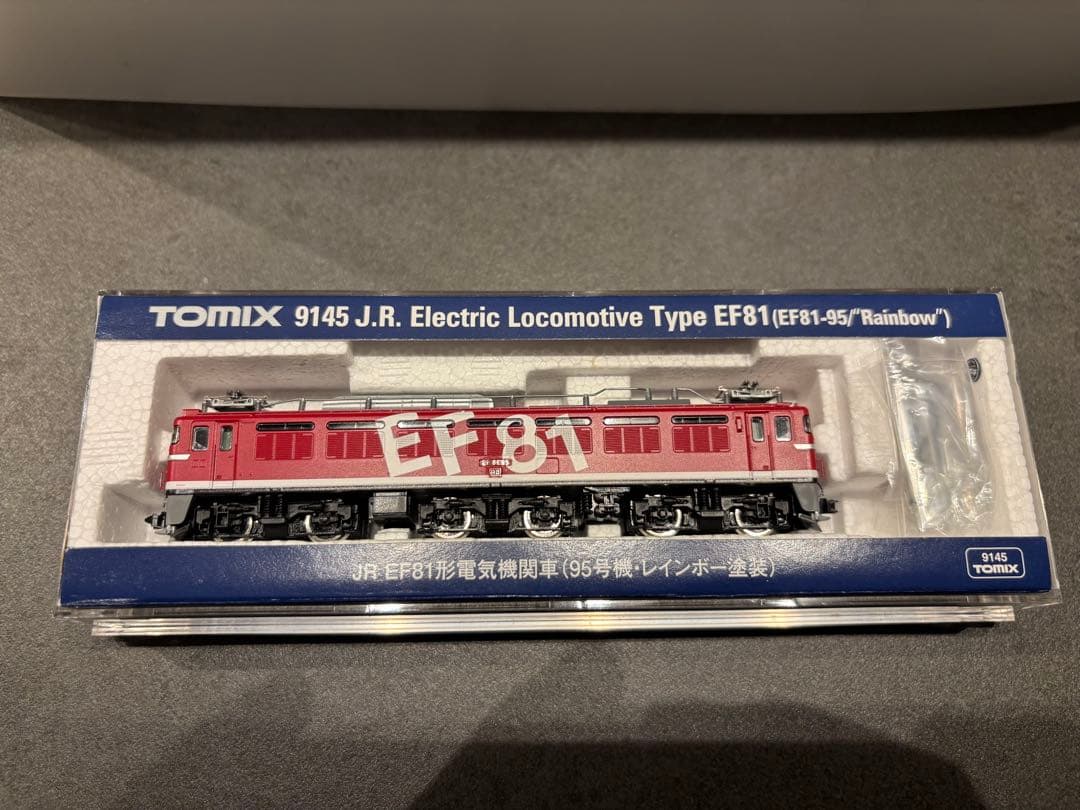 TOMIX 9145 J.R. Electric Locomotive Type EF81(EF81-95/"Rainbow")
EF81
JR EF81形電気機関車(95号機・レインボー塗装)
9145
TOMIX